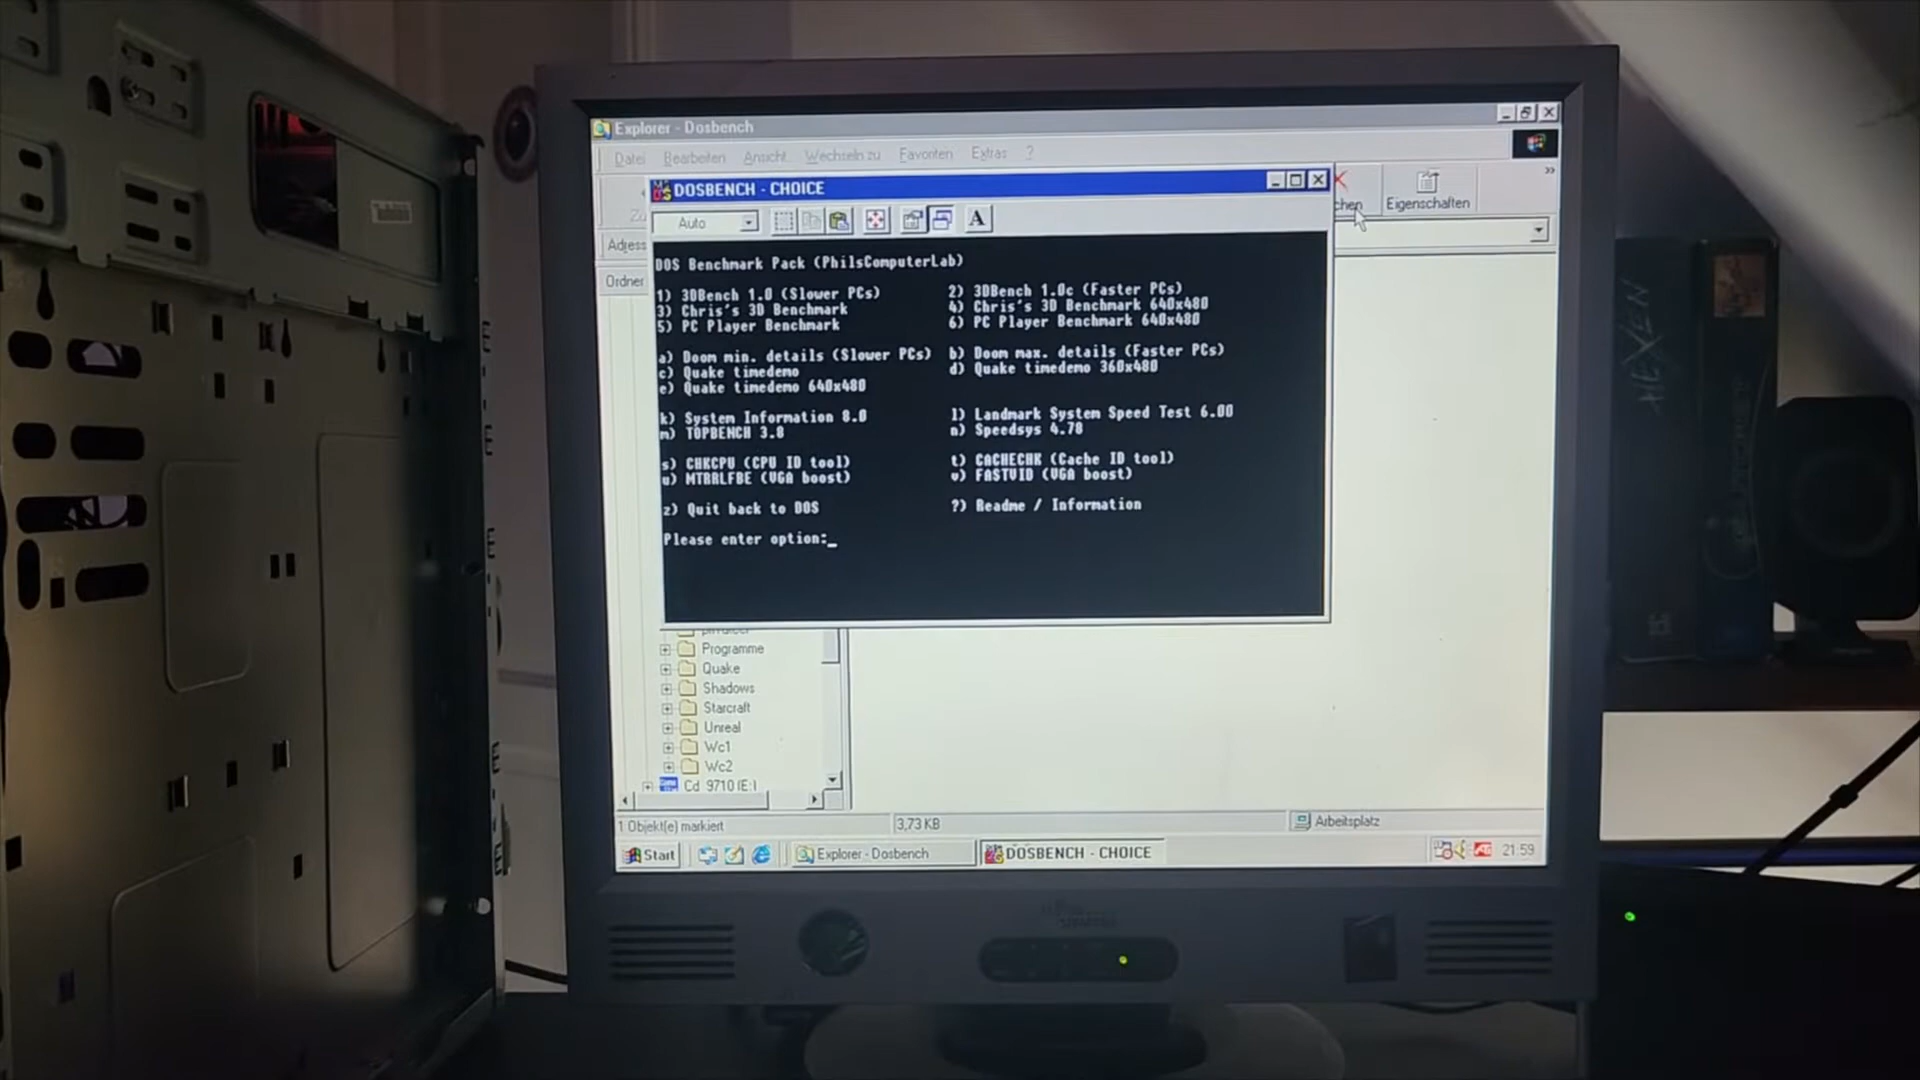 Explorer - Dosbench
Datei Bearbeiten Ansicht Wechseln zu Favoriten Extras ?
DOSBENCH - CHOICE
Auto
A
chen
Eigenschaften
»
Zu
Adress
Ordner
DOS Benchmark Pack (PhilsComputerLab)
1) 3DBench 1.0 (Slower PCs) 2) 3DBench 1.0c (Faster PCs)
3) Chris's 3D Benchmark 4) Chris's 3D Benchmark 640x480
5) PC Player Benchmark 6) PC Player Benchmark 640x480
a) Doom min. details (Slower PCs) b) Doom max. details (Faster PCs)
c) Quake timedemo d) Quake timedemo 360x480
e) Quake timedemo 640x480
k) System Information 8.0 l) Landmark System Speed Test 6.00
m) TOPBENCH 3.8 n) Speedsys 4.78
s) CHKCPU (CPU ID tool) t) CACHECHK (Cache ID tool)
u) MTRRLFBE (VGA boost) v) FASTVID (VGA boost)
z) Quit back to DOS ?) Readme / Information
Please enter option:_
Programme
Quake
Shadows
Starcraft
Unreal
Wc1
Wc2
Cd 9710 (E:)
1 Objekt(e) markiert 3,73 KB Arbeitsplatz
Start Explorer - Dosbench DOSBENCH - CHOICE 21:59
HEXEN